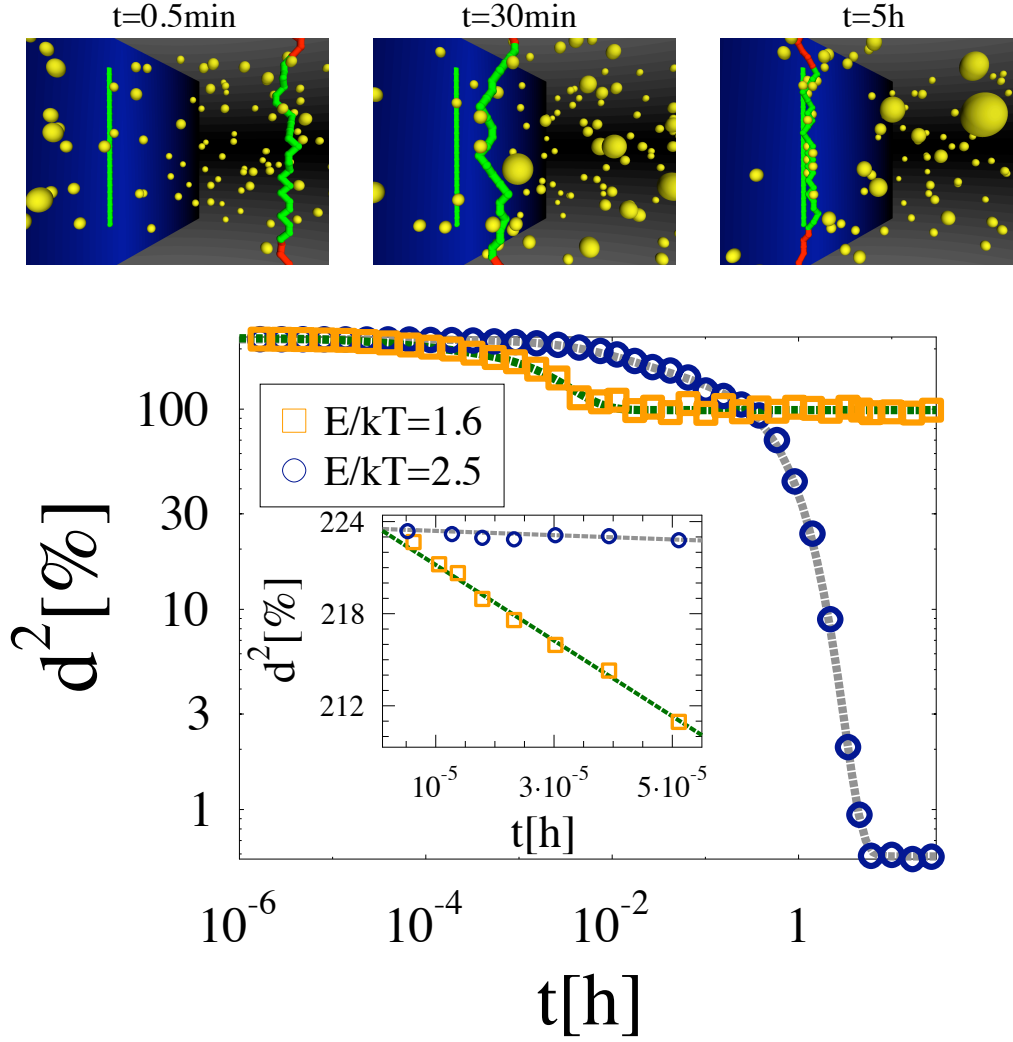 t=0.5min t=30min t=5h
100
30
10
3
1
d²[%]
E/kT=1.6
E/kT=2.5
224
218
212
d²[%]
10⁻⁵ 3·10⁻⁵ 5·10⁻⁵
t[h]
10⁻⁶ 10⁻⁴ 10⁻² 1
t[h]